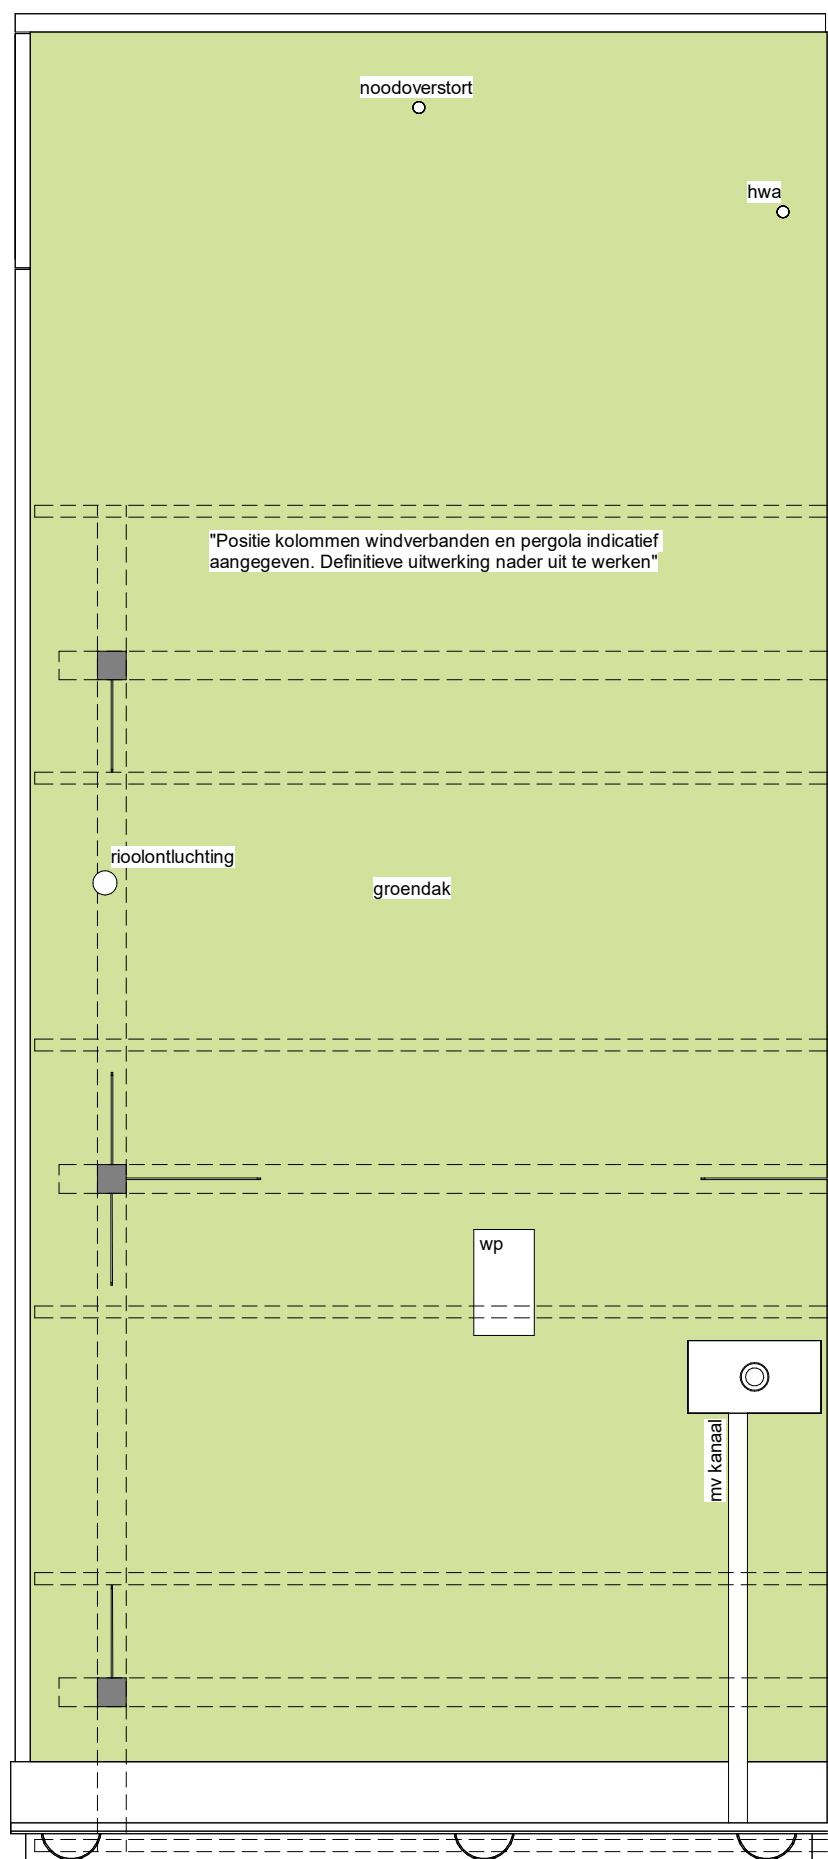 noodoverstort
hwa
"Positie kolommen windverbanden en pergola indicatief
aangegeven. Definitieve uitwerking nader uit te werken"
rioolontluchting
groendak
wp
mv kanaal